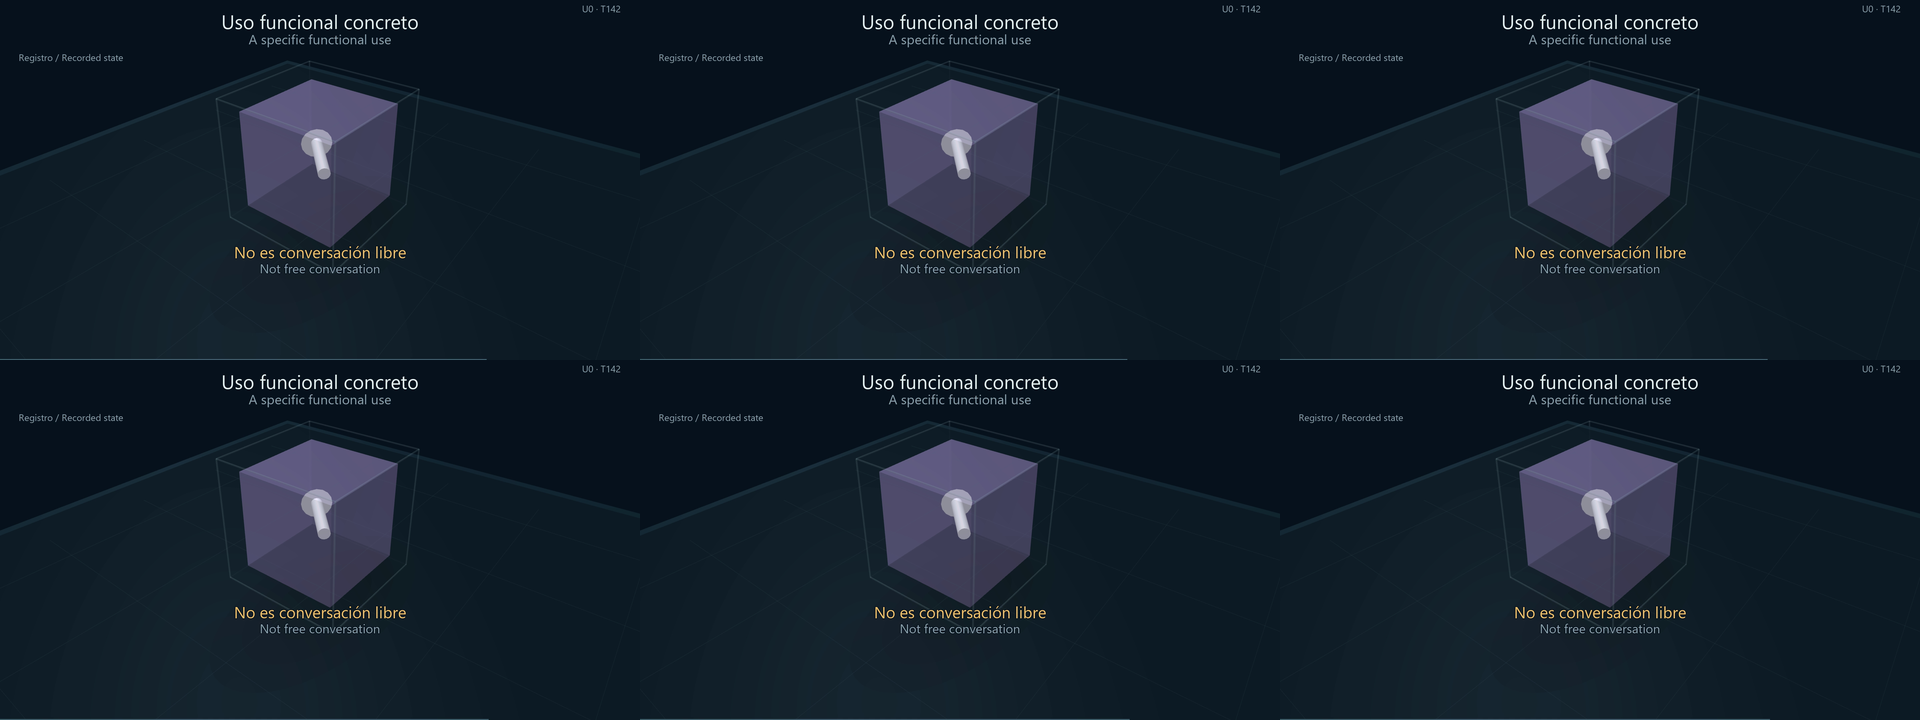 U0 · T142
Uso funcional concreto
A specific functional use
Registro / Recorded state
No es conversación libre
Not free conversation
U0 · T142
Uso funcional concreto
A specific functional use
Registro / Recorded state
No es conversación libre
Not free conversation
U0 · T142
Uso funcional concreto
A specific functional use
Registro / Recorded state
No es conversación libre
Not free conversation
U0 · T142
Uso funcional concreto
A specific functional use
Registro / Recorded state
No es conversación libre
Not free conversation
U0 · T142
Uso funcional concreto
A specific functional use
Registro / Recorded state
No es conversación libre
Not free conversation
U0 · T142
Uso funcional concreto
A specific functional use
Registro / Recorded state
No es conversación libre
Not free conversation